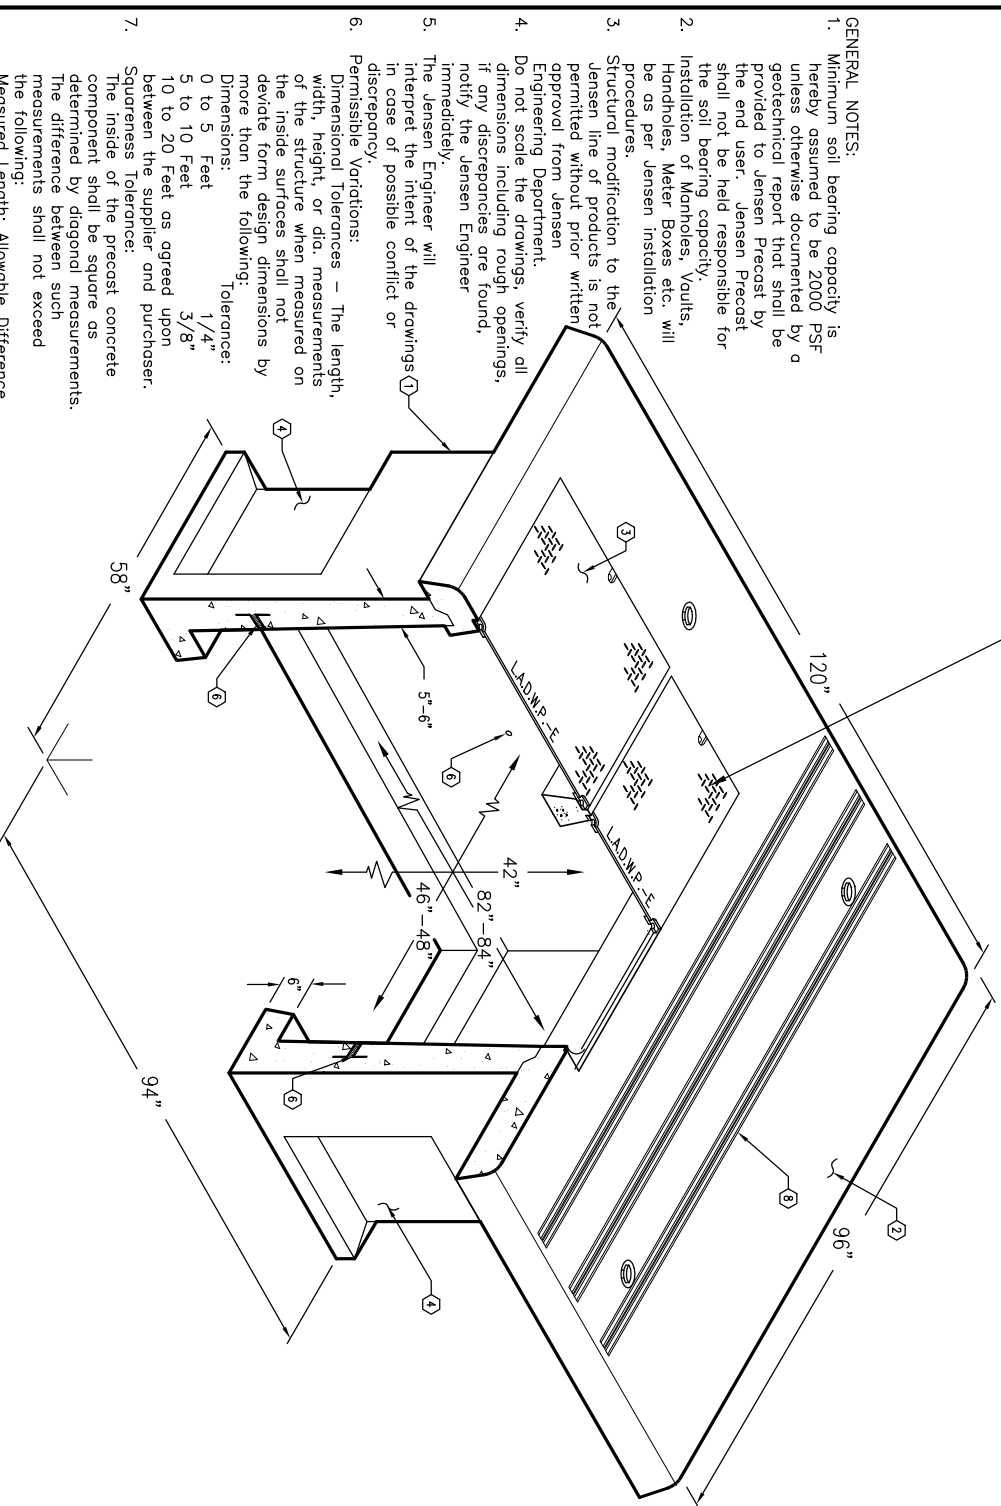 GENERAL NOTES:
1. Minimum soil bearing capacity is
hereby assumed to be 2000 PSF
unless otherwise documented by a
geotechnical report that shall be
provided to Jensen Precast by
the end user. Jensen Precast
shall not be held responsible for
the soil bearing capacity.
2. Installation of Manholes, Vaults,
Handholes, Meter Boxes etc. will
be as per Jensen installation
procedures.
3. Structural modification to the
Jensen line of products is not
permitted without prior written
approval from Jensen
Engineering Department.
4. Do not scale the drawings, verify all
dimensions including rough openings,
if any discrepancies are found,
notify the Jensen Engineer
immediately.
5. The Jensen Engineer will
interpret the intent of the drawings
in case of possible conflict or
discrepancy.
6. Permissible Variations:
Dimensional Tolerances – The length,
width, height, or dia. measurements
of the structure when measured on
the inside surfaces shall not
deviate form design dimensions by
more than the following:
Dimensions: Tolerance:
0 to 5 Feet 1/4"
5 to 10 Feet 3/8"
10 to 20 Feet as agreed upon
between the supplier and purchaser.
7. Squareness Tolerance:
The inside of the precast concrete
component shall be square as
determined by diagonal measurements.
The difference between such
measurements shall not exceed
the following:
Measured Length: Allowable Difference
120"
96"
2
8
3
L.A.D.W.P.-E
L.A.D.W.P.-E
1
4
6
5"-6"
42"
82"-84"
46"-48"
6
6"
6
4
58"
94"